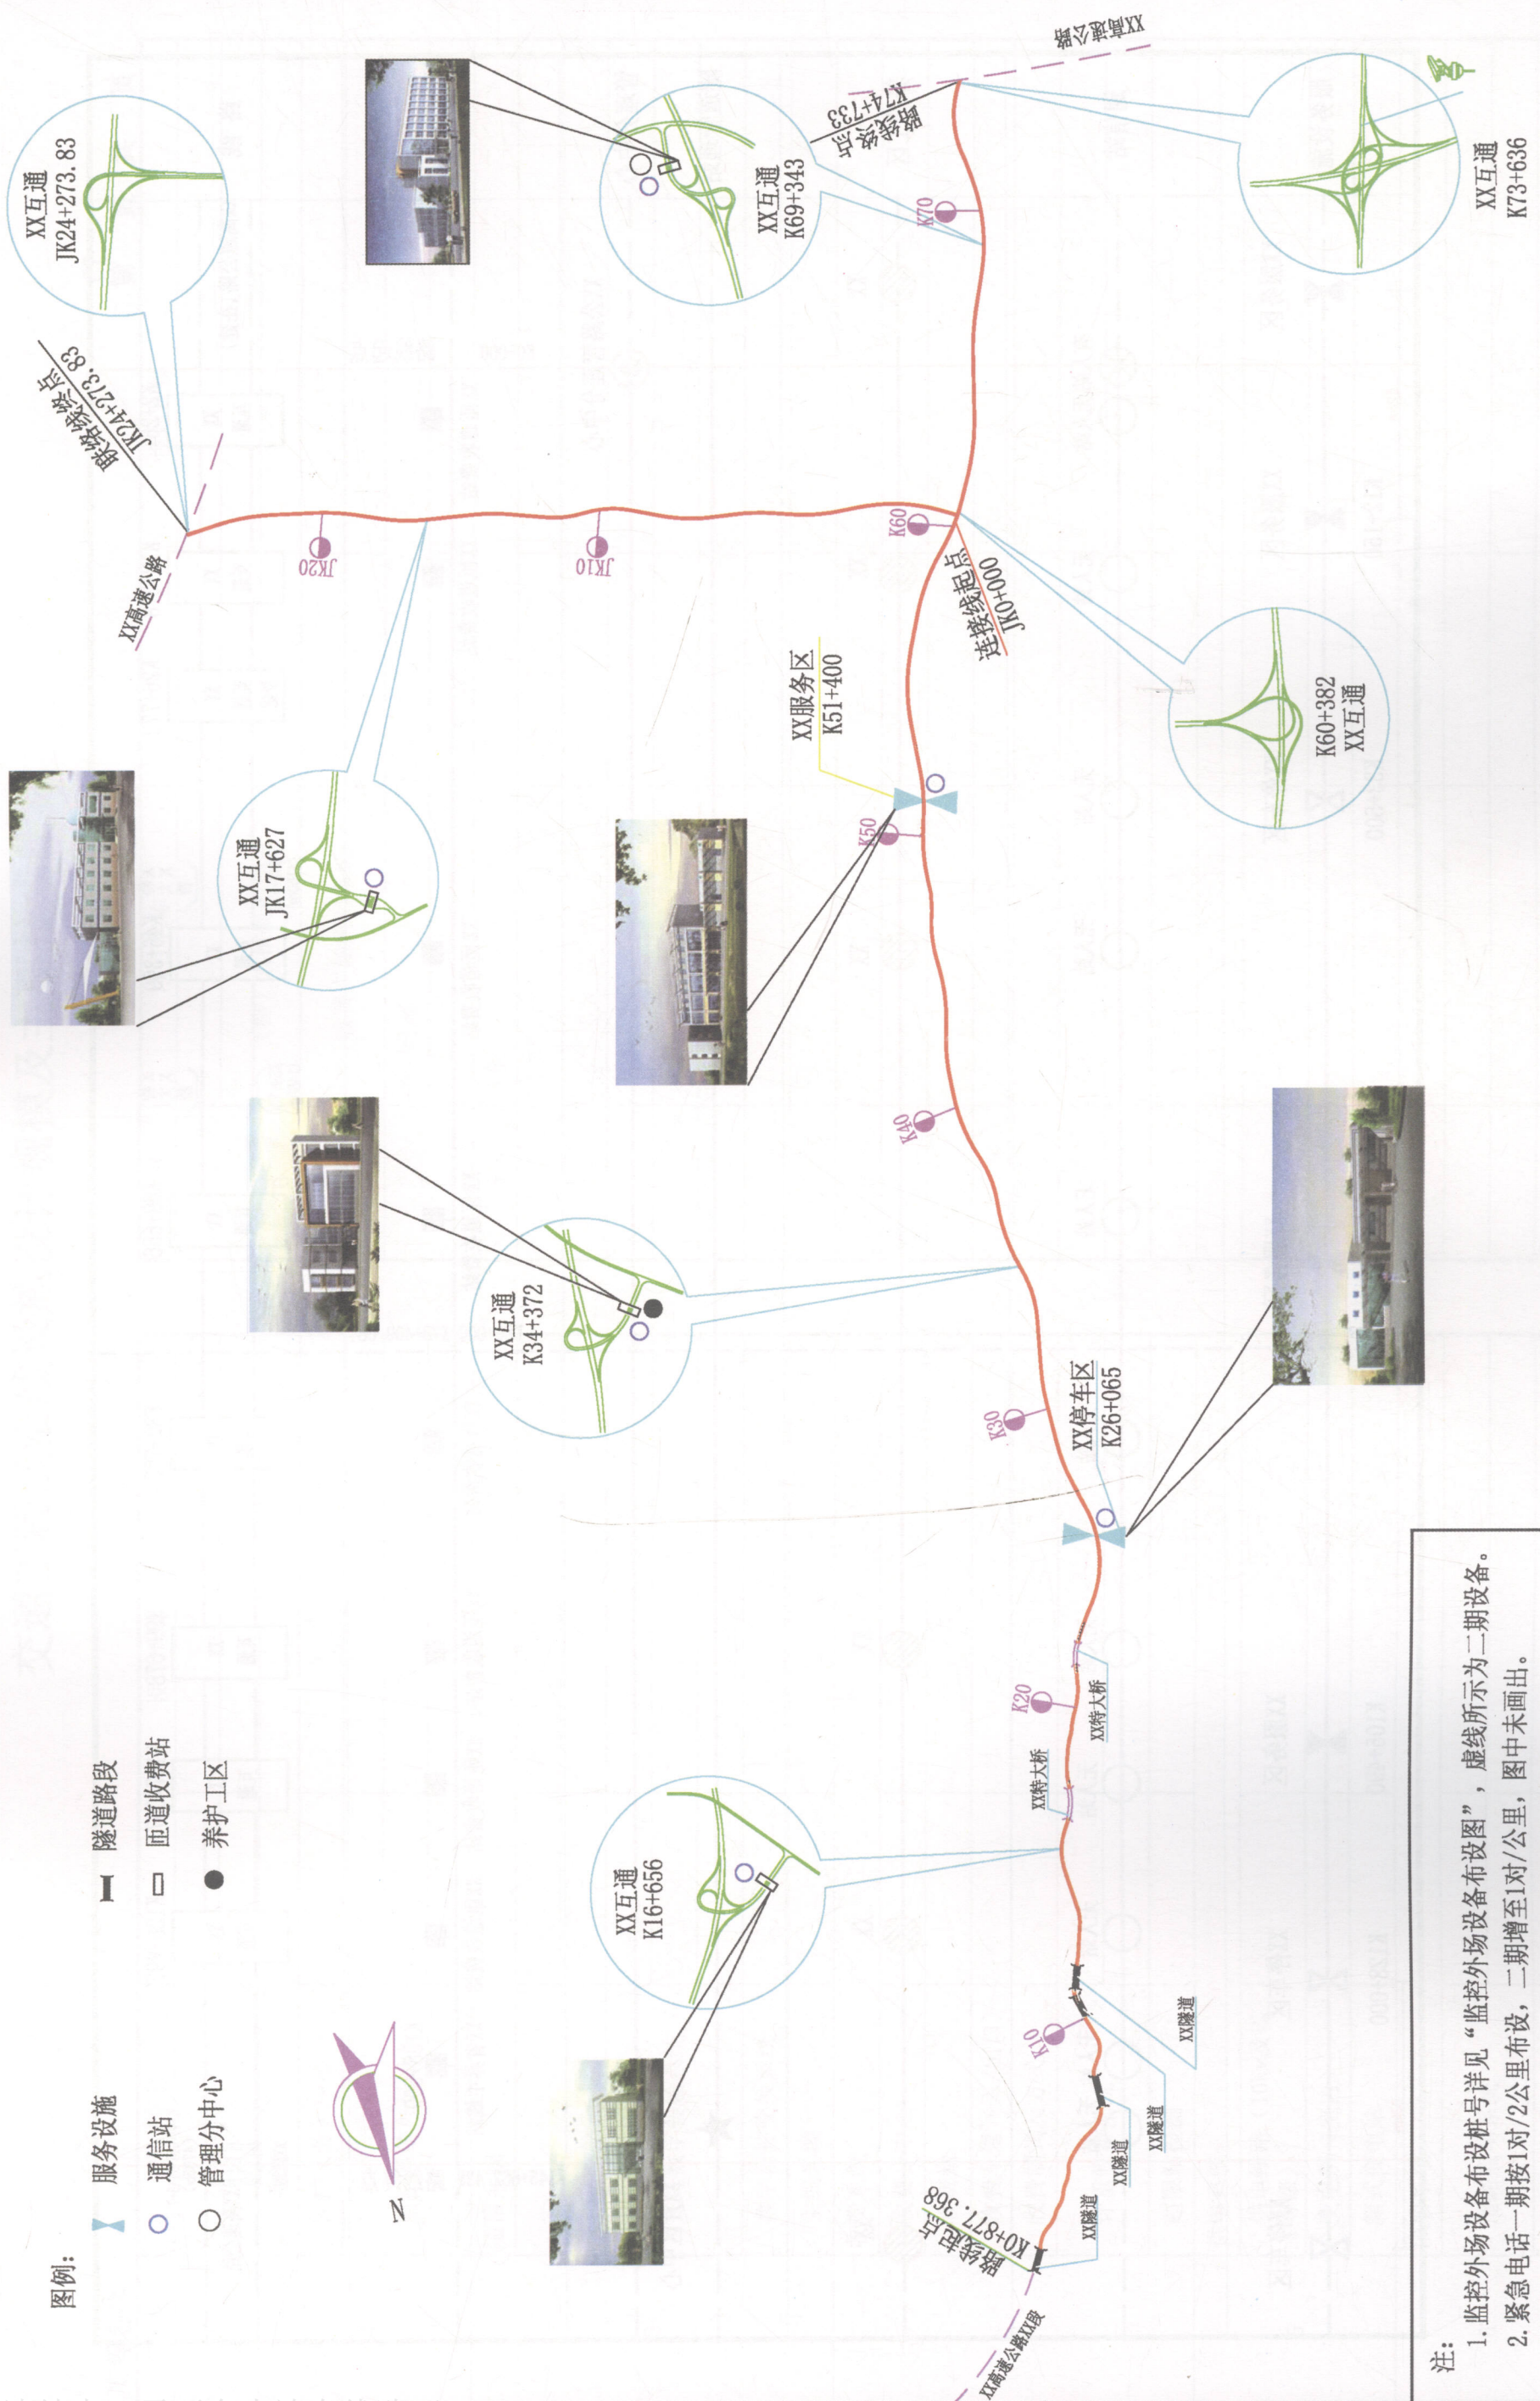 图例:
服务设施
隧道路段
通信站
匝道收费站
管理分中心
养护工区
N
XX高速公路XX段
路线起点
K0+877.368
XX隧道
XX隧道
XX隧道
XX隧道
K10
XX互通
K16+656
XX特大桥
K20
XX特大桥
XX停车区
K26+065
K30
XX互通
K34+372
K40
K50
XX服务区
K51+400
K60
连接线起点
JK0+000
K60+382
XX互通
JK10
XX互通
JK17+627
JK20
XX高速公路
联络线终点
JK24+273.83
XX互通
JK24+273.83
XX互通
K69+343
K70
路线终点
K74+733
XX高速公路
XX互通
K73+636
注:
1.监控外场设备布设桩号详见“监控外场设备布设图”,虚线所示为二期设备。
2.紧急电话一期按1对/2公里布设,二期增至1对/公里,图中未画出。